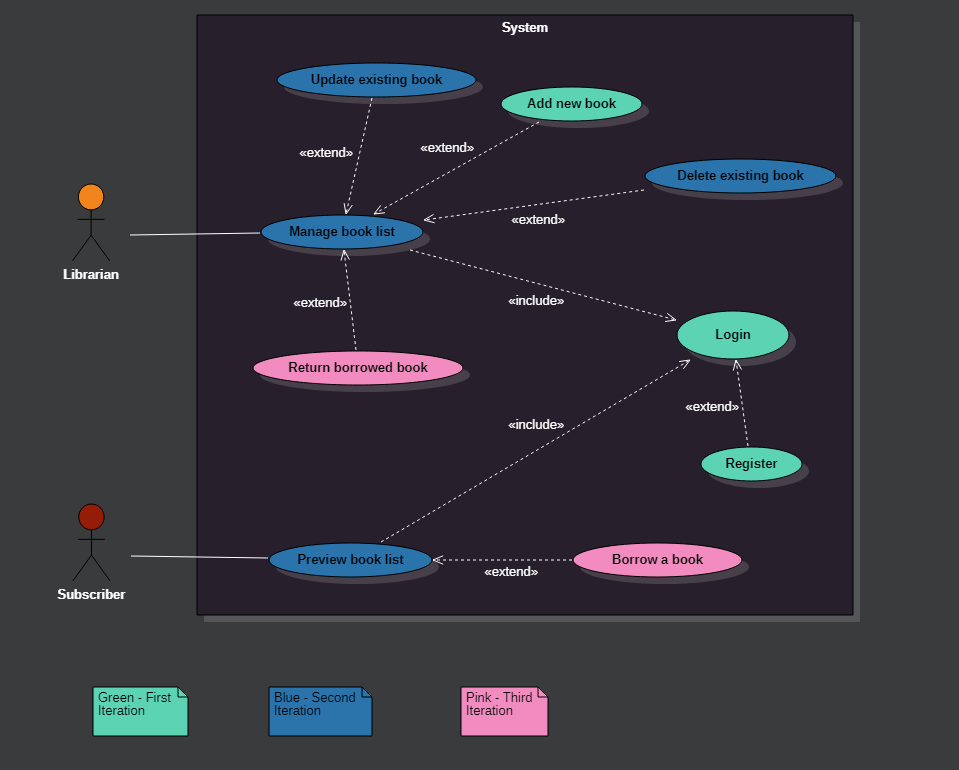 System
Update existing book
Add new book
«extend»
«extend»
Delete existing book
«extend»
Manage book list
Librarian
«include»
«extend»
Login
Return borrowed book
«extend»
«include»
Register
Preview book list
Borrow a book
«extend»
Subscriber
Green - First
Iteration
Blue - Second
Iteration
Pink - Third
Iteration